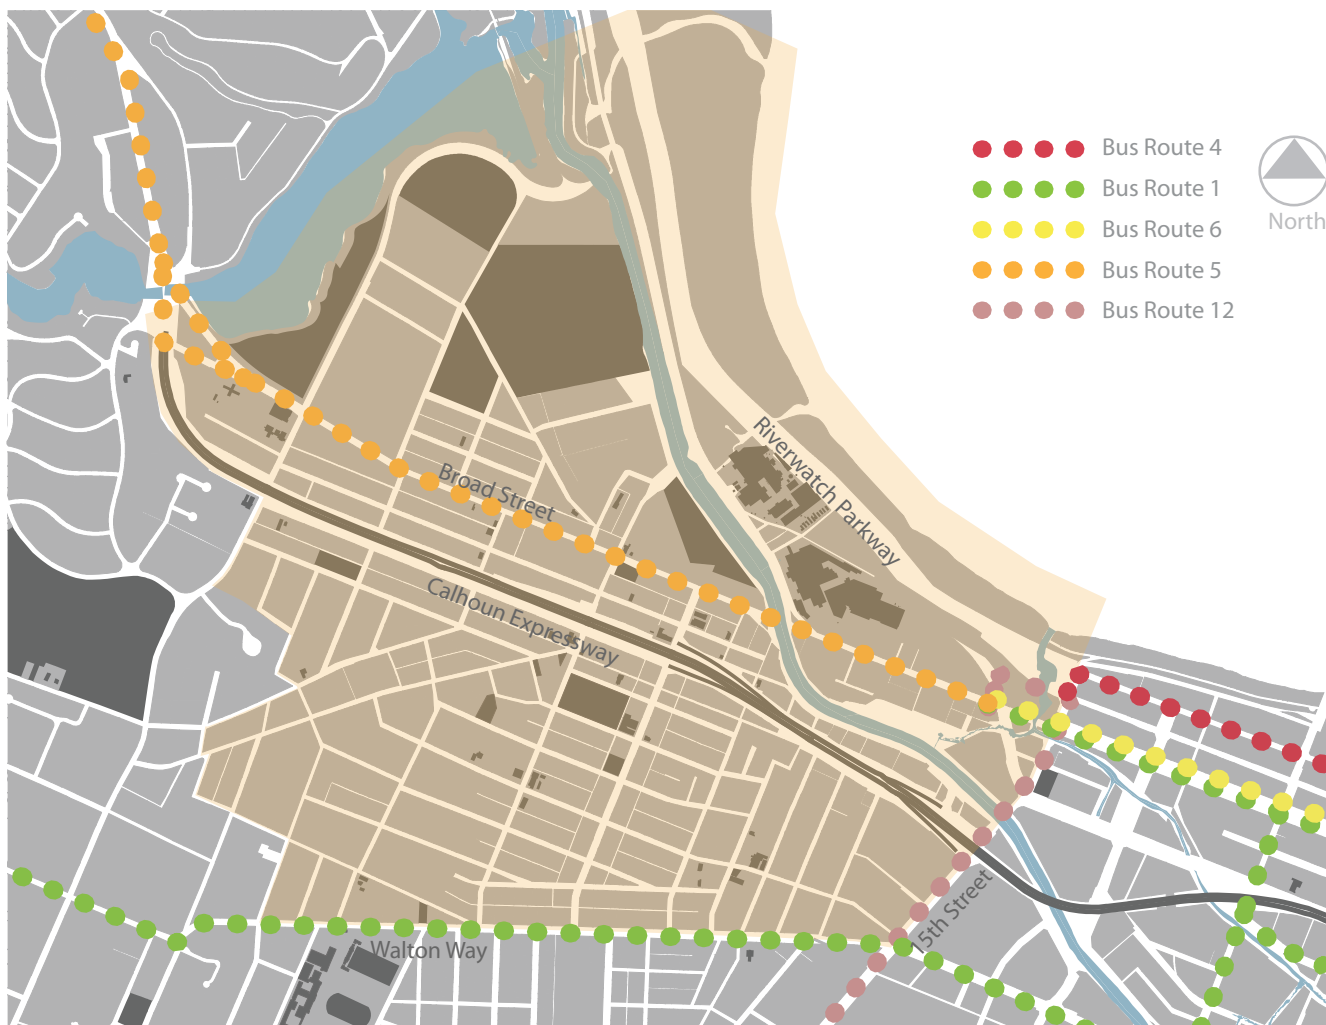 Bus Route 4
Bus Route 1
Bus Route 6
Bus Route 5
Bus Route 12
North
Riverwatch Parkway
Broad Street
Calhoun Expressway
15th Street
Walton Way